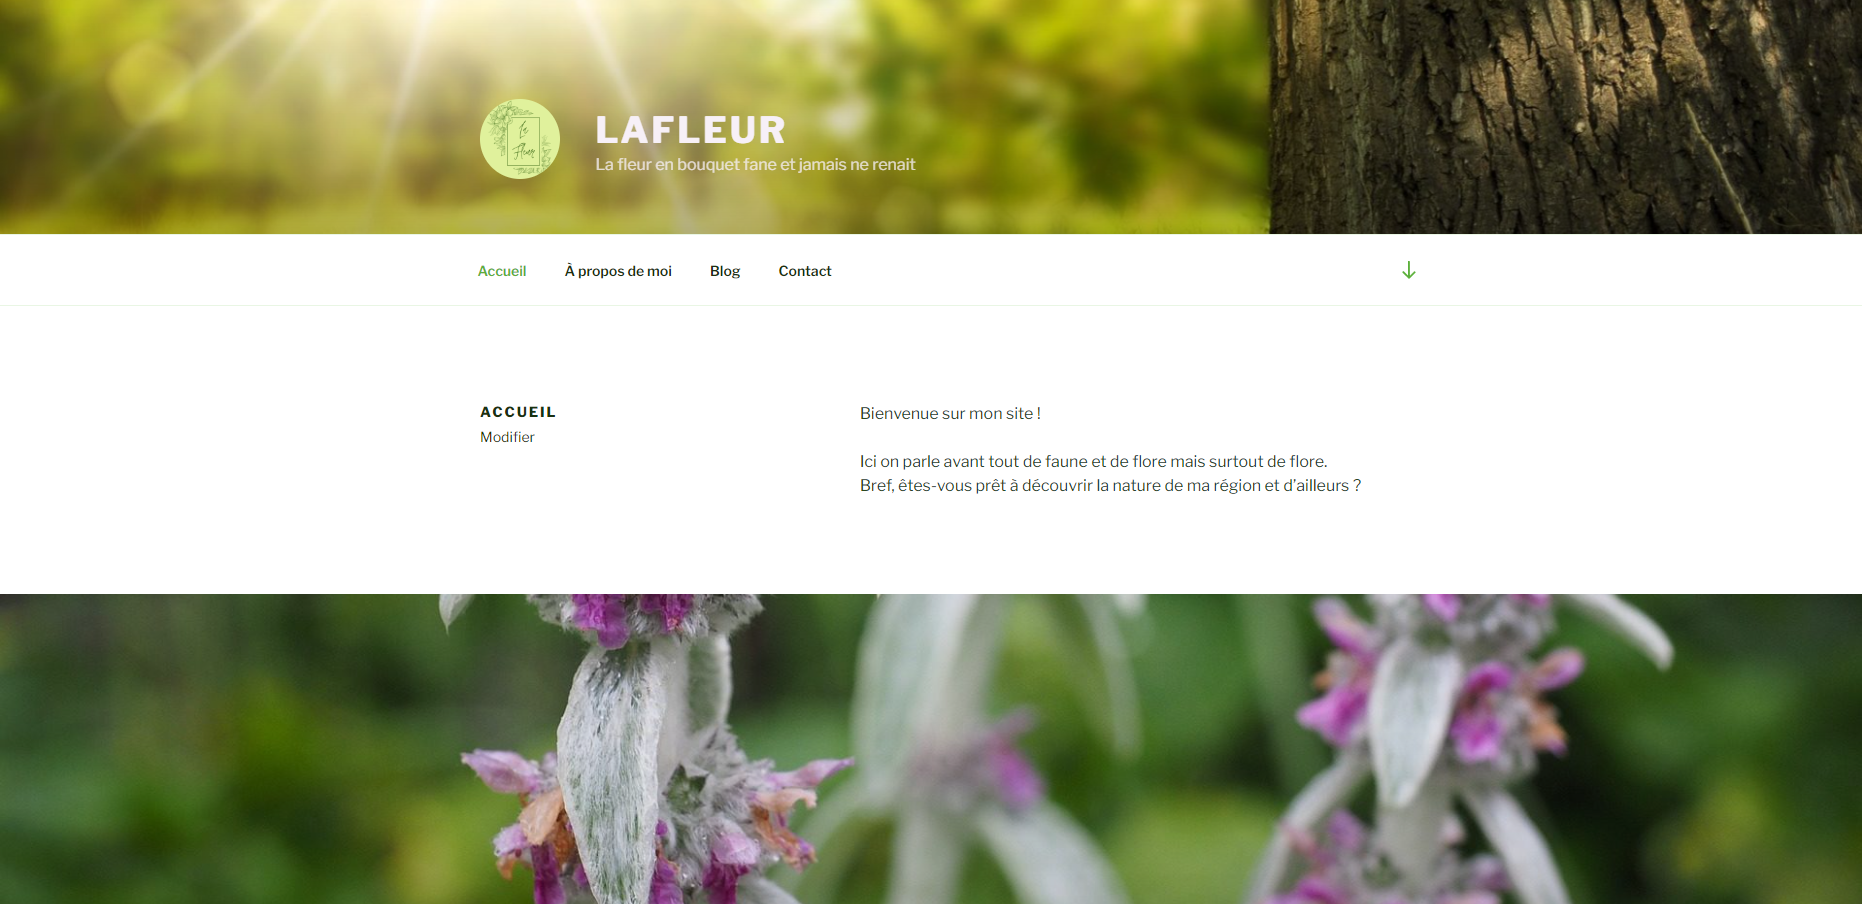 La
Fleur
LAFLEUR
La fleur en bouquet fane et jamais ne renait
Accueil
À propos de moi
Blog
Contact
ACCUEIL
Modifier
Bienvenue sur mon site !
Ici on parle avant tout de faune et de flore mais surtout de flore.
Bref, êtes-vous prêt à découvrir la nature de ma région et d'ailleurs ?